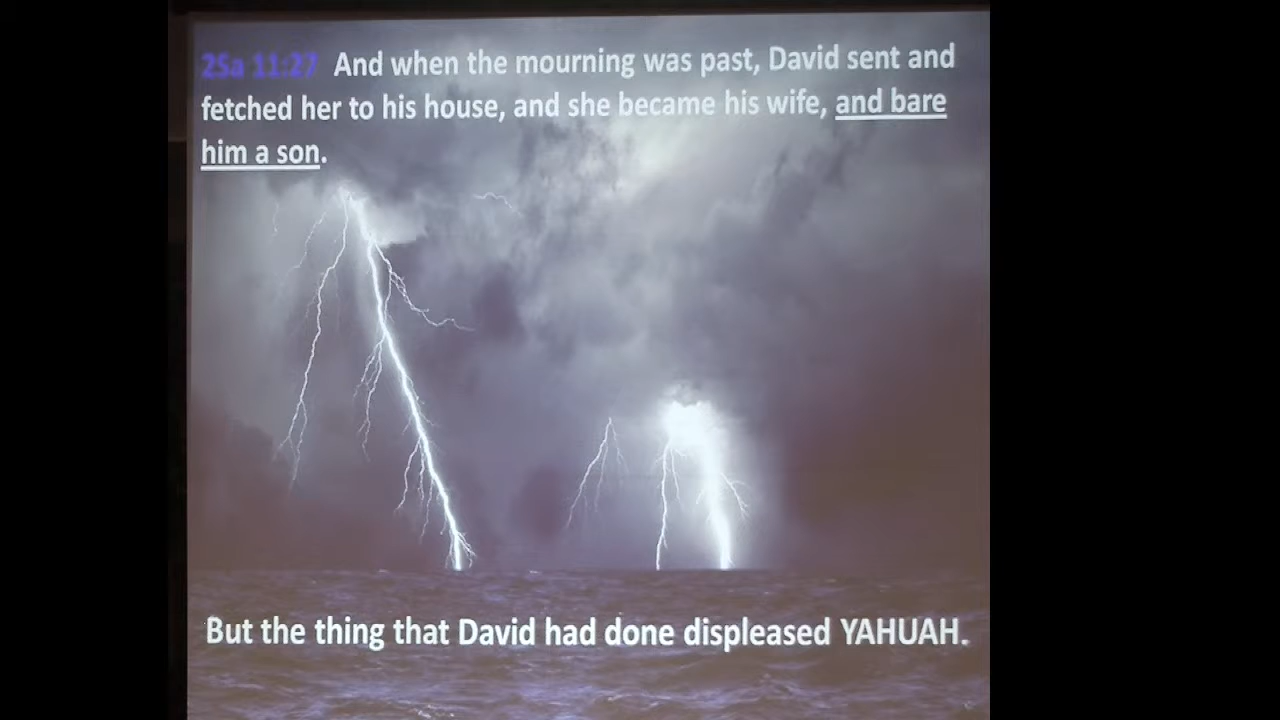 2Sa 11:27 And when the mourning was past, David sent and
fetched her to his house, and she became his wife, and bare
him a son.
But the thing that David had done displeased YAHUAH.